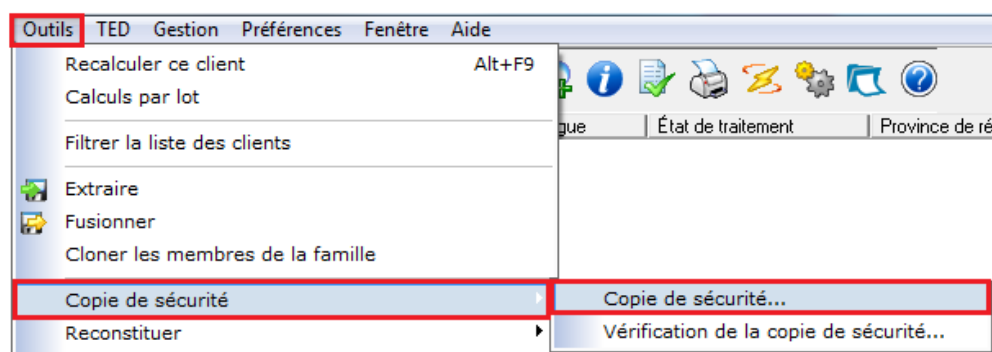 Outils TED Gestion Préférences Fenêtre Aide
Recalculer ce client Alt+F9
Calculs par lot
gue État de traitement Province de ré
Filtrer la liste des clients
Extraire
Fusionner
Cloner les membres de la famille
Copie de sécurité Copie de sécurité...
Reconstituer Vérification de la copie de sécurité...